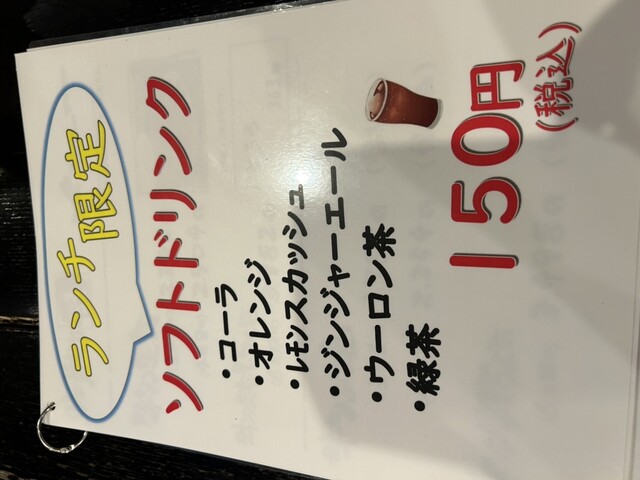 ランチ限定
ソフトドリンク
・コーラ
・オレンジ
・レモンスカッシュ
・ジンジャーエール
・ウーロン茶
・緑茶
150円
(税込)